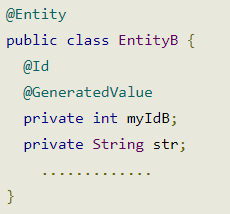 @Entity
public class EntityB {
@Id
@GeneratedValue
private int myIdB;
private String str;
.............
}